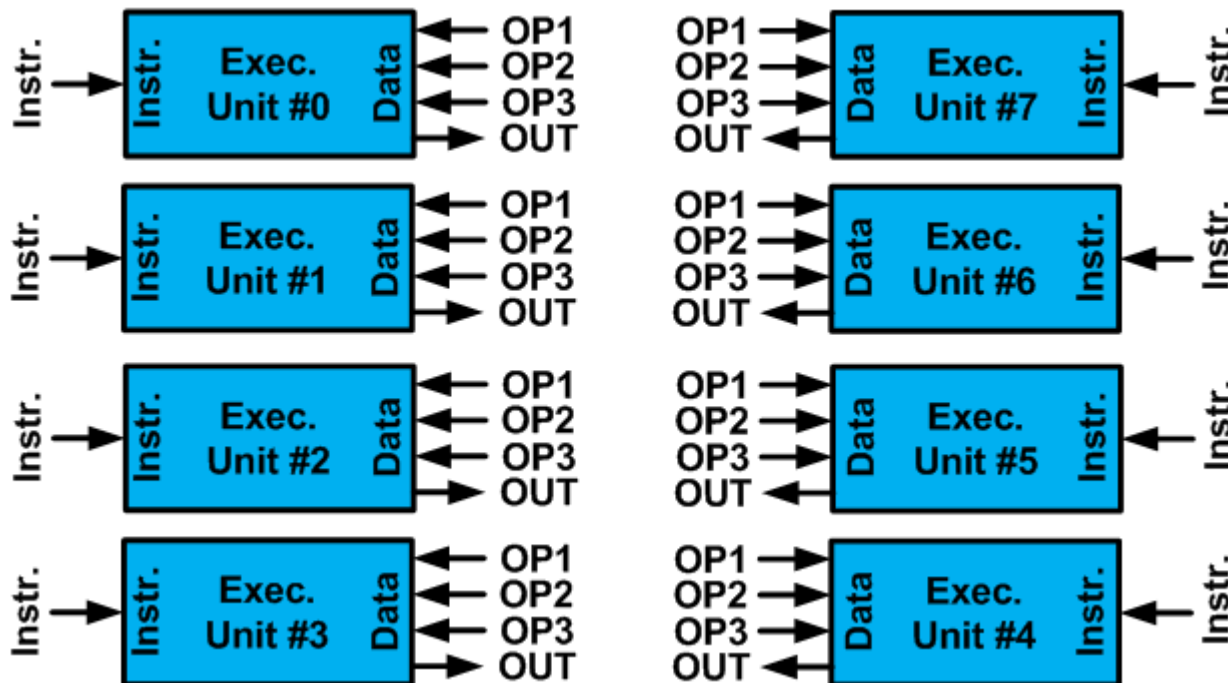 Instr.
Instr.
Exec.
Unit #0
Data
OP1
OP2
OP3
OUT
OP1
OP2
OP3
OUT
Data
Exec.
Unit #7
Instr.
Instr.
Instr.
Instr.
Exec.
Unit #1
Data
OP1
OP2
OP3
OUT
OP1
OP2
OP3
OUT
Data
Exec.
Unit #6
Instr.
Instr.
Instr.
Instr.
Exec.
Unit #2
Data
OP1
OP2
OP3
OUT
OP1
OP2
OP3
OUT
Data
Exec.
Unit #5
Instr.
Instr.
Instr.
Instr.
Exec.
Unit #3
Data
OP1
OP2
OP3
OUT
OP1
OP2
OP3
OUT
Data
Exec.
Unit #4
Instr.
Instr.